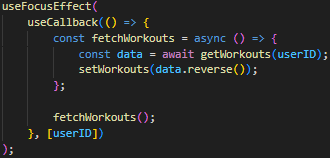 useFocusEffect(
    useCallback(() => {
        const fetchWorkouts = async () => {
            const data = await getWorkouts(userID);
            setWorkouts(data.reverse());
        };

        fetchWorkouts();
    }, [userID])
);